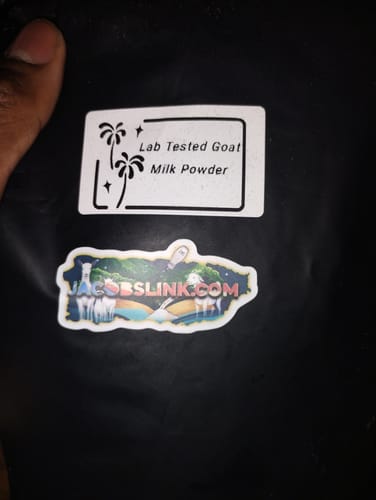 Lab Tested Goat
Milk Powder
JACOBSLINK.COM